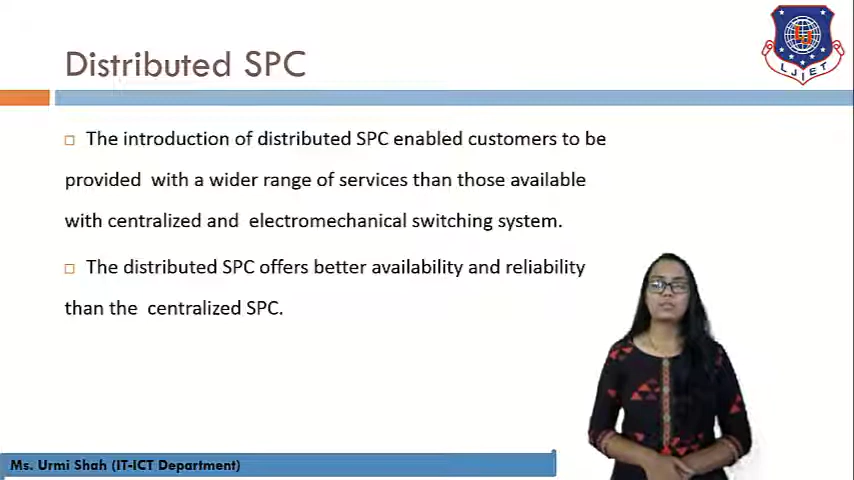 Distributed SPC
LJIET
The introduction of distributed SPC enabled customers to be
provided with a wider range of services than those available
with centralized and electromechanical switching system.
The distributed SPC offers better availability and reliability
than the centralized SPC.
Ms. Urmi Shah (IT-ICT Department)